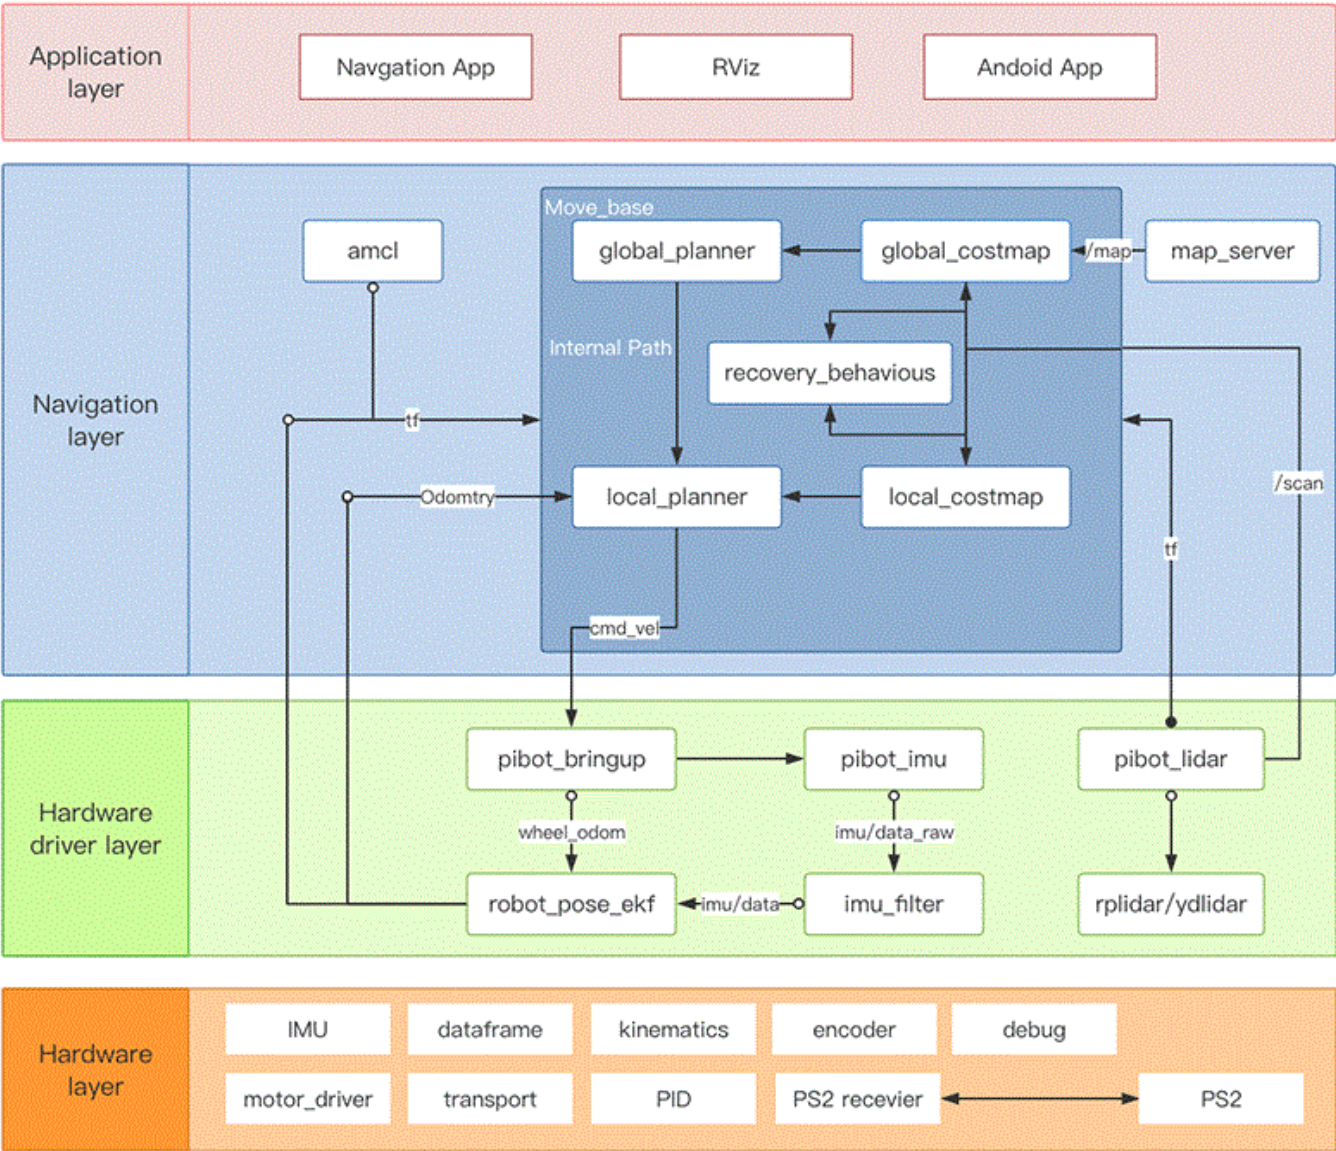 Application
layer
Navgation App
RViz
Andoid App
Navigation
layer
Move_base
amcl
global_planner
global_costmap
/map
map_server
Internal Path
recovery_behavious
tf
Odomtry
local_planner
local_costmap
/scan
tf
cmd_vel
Hardware
driver layer
pibot_bringup
pibot_imu
pibot_lidar
wheel_odom
imu/data_raw
robot_pose_ekf
imu/data
imu_filter
rplidar/ydlidar
Hardware
layer
IMU
dataframe
kinematics
encoder
debug
motor_driver
transport
PID
PS2 recevier
PS2